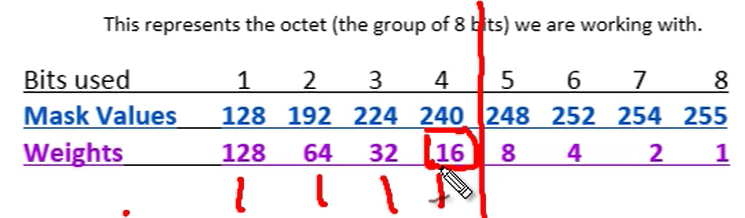 This represents the octet (the group of 8 bits) we are working with.
Bits used 1 2 3 4 5 6 7 8
Mask Values 128 192 224 240 248 252 254 255
Weights 128 64 32 16 8 4 2 1